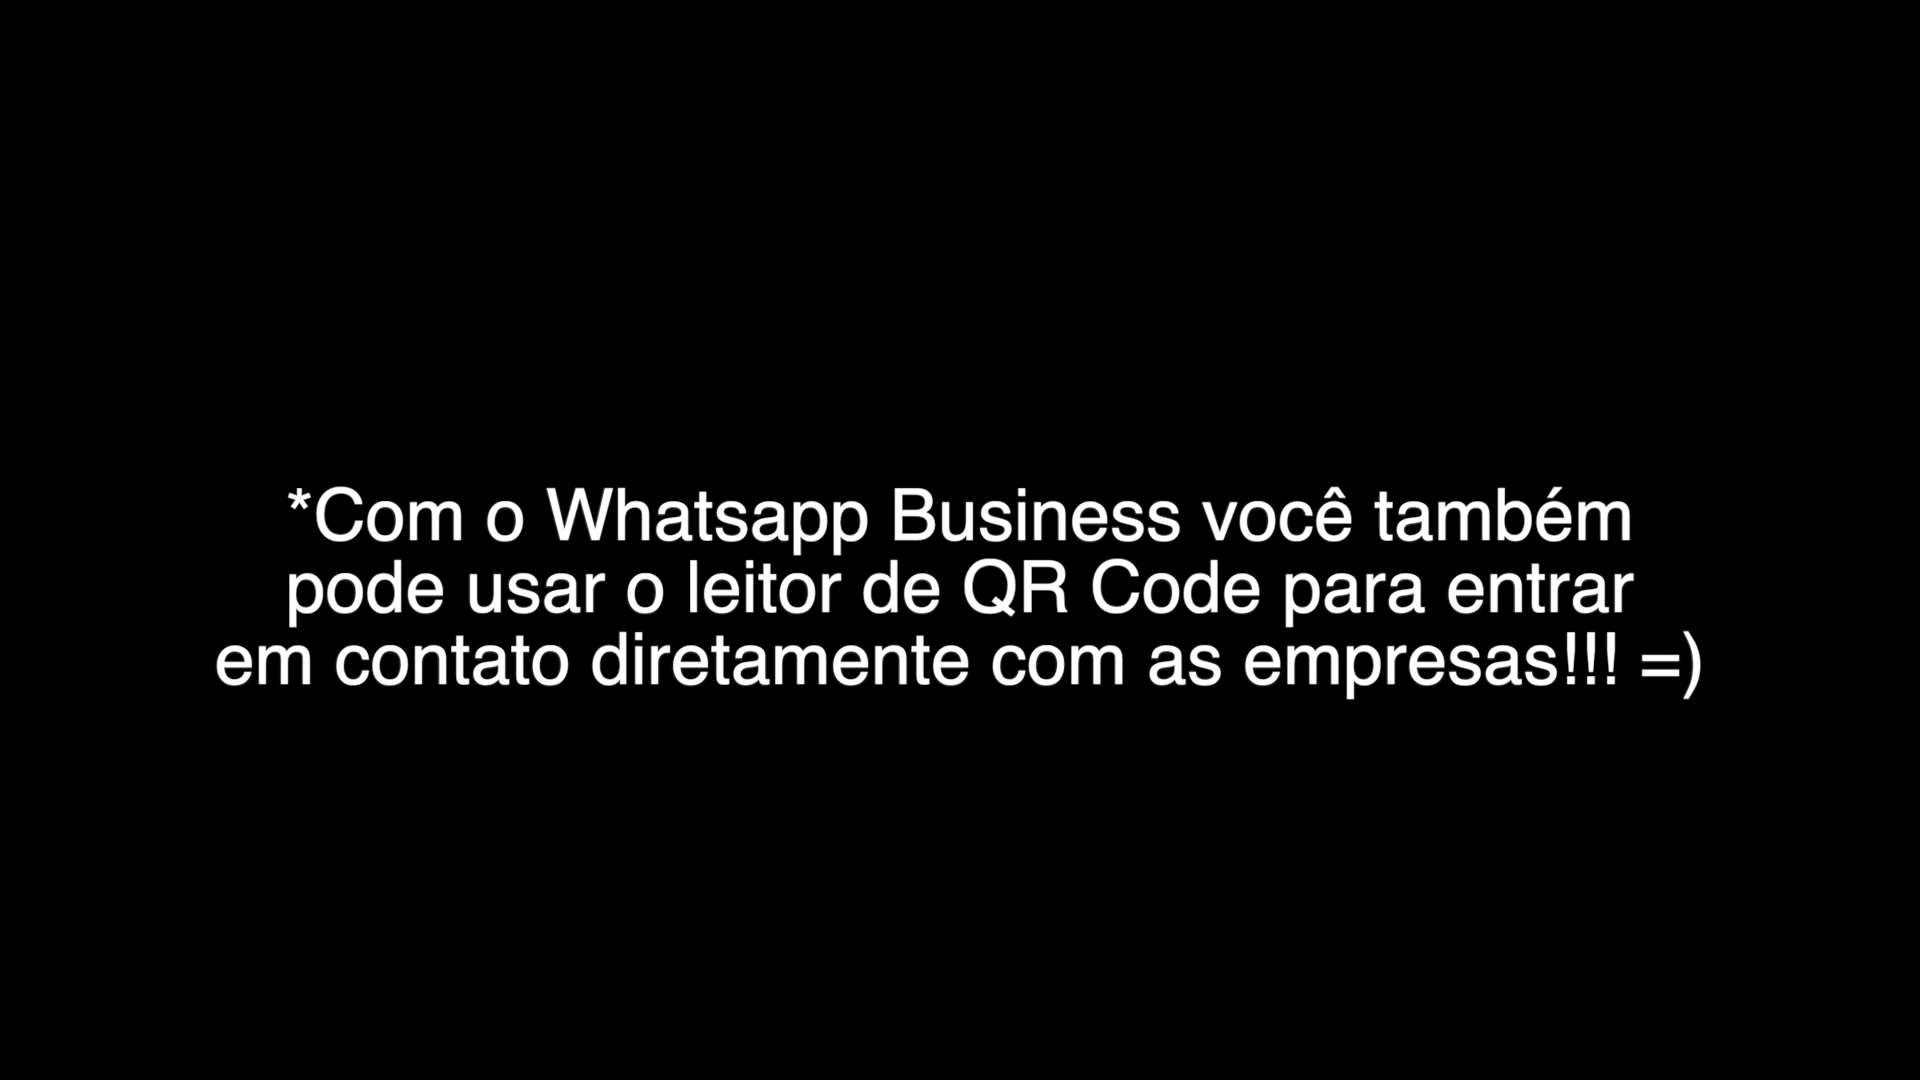 *Com o Whatsapp Business você também
pode usar o leitor de QR Code para entrar
em contato diretamente com as empresas!!! =)